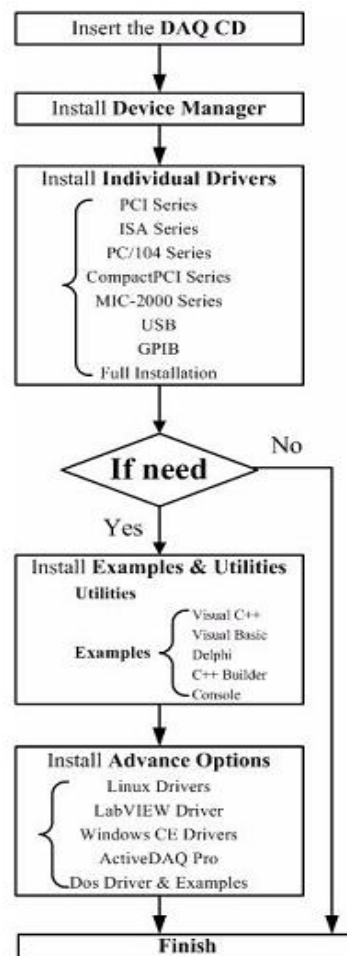 Insert the DAQ CD
Install Device Manager
Install Individual Drivers
PCI Series
ISA Series
PC/104 Series
CompactPCI Series
MIC-2000 Series
USB
GPIB
Full Installation
If need
No
Yes
Install Examples & Utilities
Utilities
Examples
Visual C++
Visual Basic
Delphi
C++ Builder
Console
Install Advance Options
Linux Drivers
LabVIEW Driver
Windows CE Drivers
ActiveDAQ Pro
Dos Driver & Examples
Finish